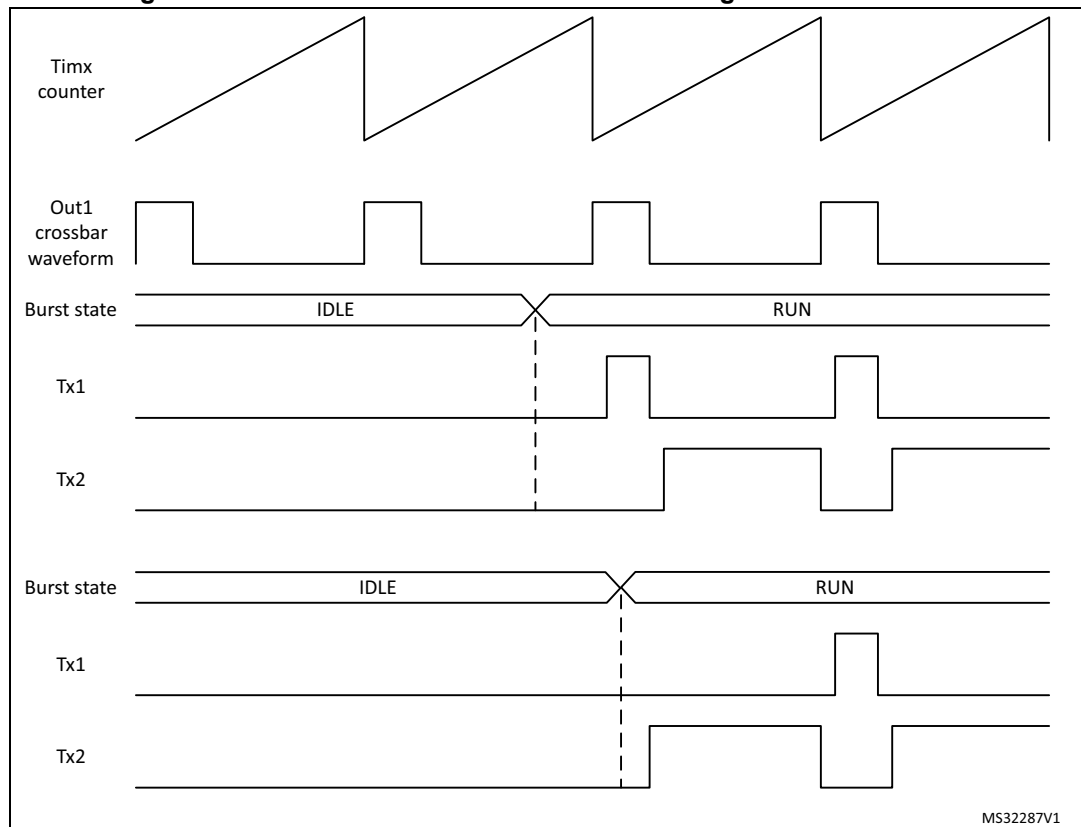 Timx
counter
Out1
crossbar
waveform
Burst state
IDLE
RUN
Tx1
Tx2
Burst state
IDLE
RUN
Tx1
Tx2
MS32287V1